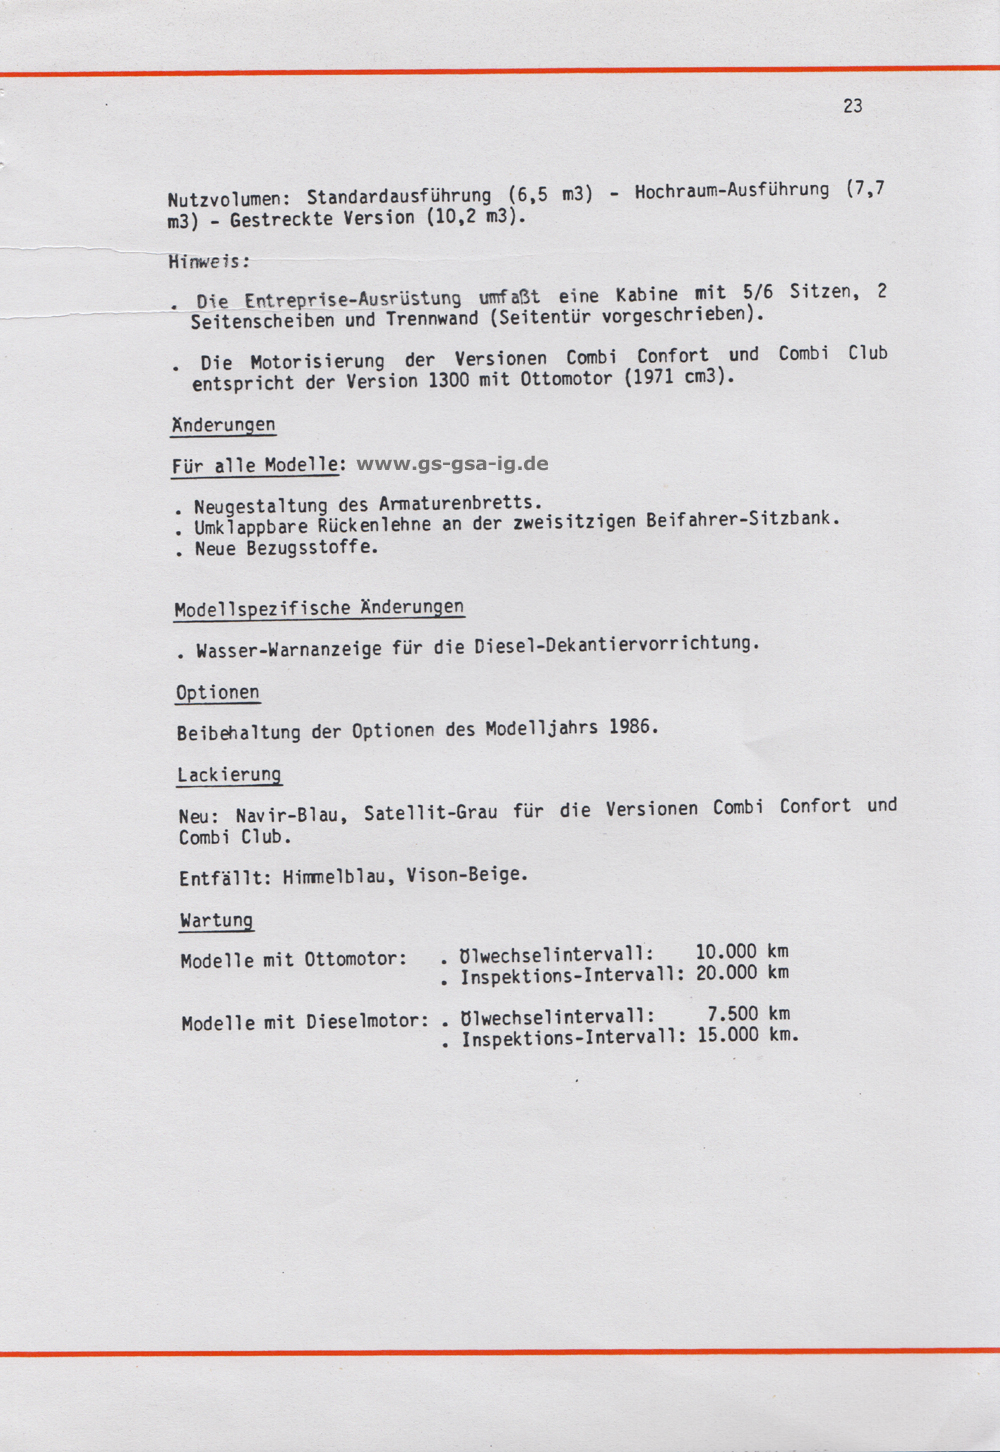 23
Nutzvolumen: Standardausführung (6,5 m3) - Hochraum-Ausführung (7,7
m3) - Gestreckte Version (10,2 m3).
Hinweis:
. Die Entreprise-Ausrüstung umfaßt eine Kabine mit 5/6 Sitzen, 2
Seitenscheiben und Trennwand (Seitentür vorgeschrieben).
. Die Motorisierung der Versionen Combi Confort und Combi Club
entspricht der Version 1300 mit Ottomotor (1971 cm3).
Änderungen
Für alle Modelle: www.gs-gsa-ig.de
. Neugestaltung des Armaturenbretts.
. Umklappbare Rückenlehne an der zweisitzigen Beifahrer-Sitzbank.
. Neue Bezugsstoffe.
Modellspezifische Änderungen
. Wasser-Warnanzeige für die Diesel-Dekantiervorrichtung.
Optionen
Beibehaltung der Optionen des Modelljahrs 1986.
Lackierung
Neu: Navir-Blau, Satellit-Grau für die Versionen Combi Confort und
Combi Club.
Entfällt: Himmelblau, Vison-Beige.
Wartung
Modelle mit Ottomotor: . Ölwechselintervall: 10.000 km
. Inspektions-Intervall: 20.000 km
Modelle mit Dieselmotor: . Ölwechselintervall: 7.500 km
. Inspektions-Intervall: 15.000 km.